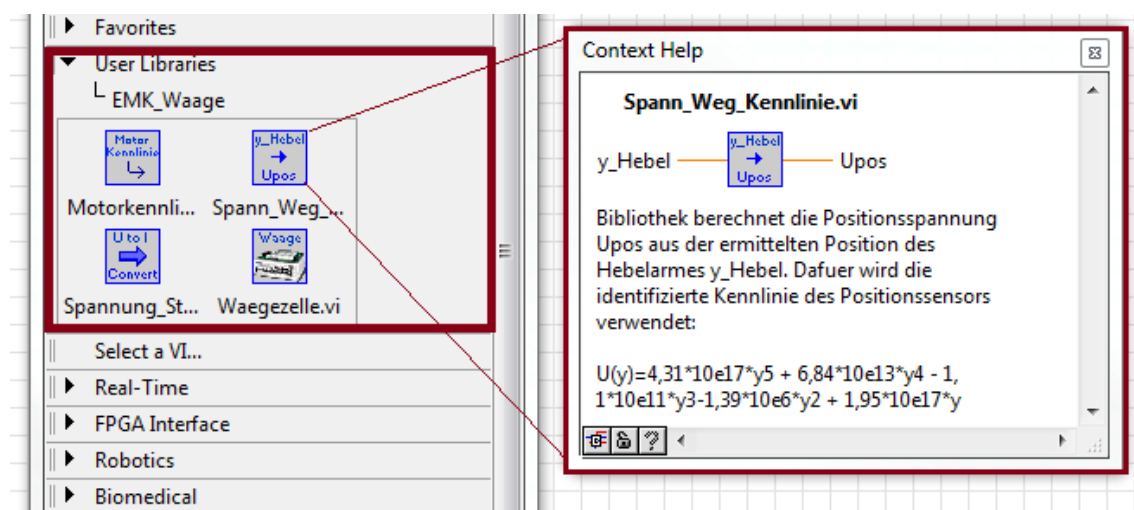 Favorites
User Libraries
EMK_Waage
Motor
Kennlinie
y_Hebel
Upos
Motorkennli... Spann_Weg_...
U to I
Convert
Waage
Spannung_St... Waegezelle.vi
Select a VI...
Real-Time
FPGA Interface
Robotics
Biomedical
Context Help
Spann_Weg_Kennlinie.vi
y_Hebel
y_Hebel
Upos
Upos
Bibliothek berechnet die Positionsspannung
Upos aus der ermittelten Position des
Hebelarmes y_Hebel. Dafuer wird die
identifizierte Kennlinie des Positionssensors
verwendet:
U(y)=4,31*10e17*y5 + 6,84*10e13*y4 - 1,
1*10e11*y3-1,39*10e6*y2 + 1,95*10e17*y
?